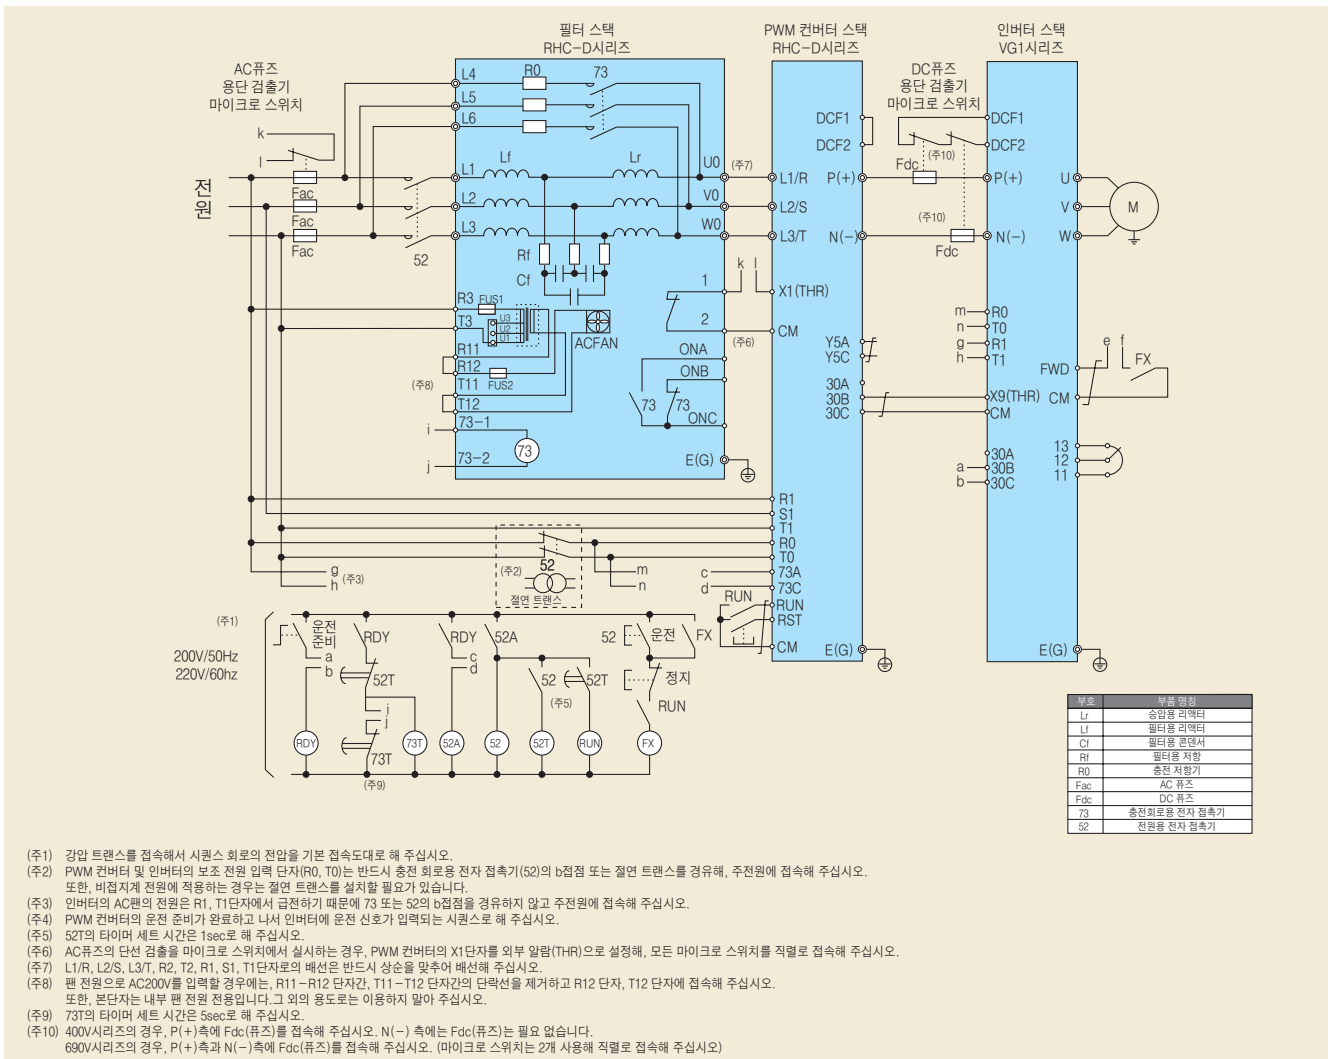 필터 스택
RHC-D시리즈
PWM 컨버터 스택
RHC-D시리즈
인버터 스택
VG1시리즈
AC퓨즈
용단 검출기
마이크로 스위치
DC퓨즈
용단 검출기
마이크로 스위치
k
l
전원
Fac
Fac
Fac
52
L4
L5
L6
R0
73
L1
L2
L3
Lf
Lr
U0
V0
W0
(주7)
Rf
Cf
R3
FUS1
T3
U3
U2
U1
R11
R12
T11
FUS2
T12
(주8)
ACFAN
73-1
73-2
i
j
73
1
2
k
l
(주6)
ONA
ONB
ONC
73
73
E(G)
L1/R
L2/S
L3/T
X1(THR)
CM
DCF1
DCF2
P(+)
N(-)
Y5A
Y5C
30A
30B
30C
R1
S1
T1
R0
T0
73A
73C
RUN
RST
CM
E(G)
c
d
RUN
Fdc
(주10)
(주10)
Fdc
DCF1
DCF2
P(+)
N(-)
U
V
W
M
m
n
g
h
R0
T0
R1
T1
FWD
CM
e
f
FX
X9(THR)
CM
30A
30B
30C
a
b
13
12
11
E(G)
g
h
(주3)
(주2)
52
절연 트랜스
m
n
(주1)
200V/50Hz
220V/60hz
운전
준비
a
b
RDY
RDY
52T
i
j
73T
(주9)
73T
RDY
c
d
52A
52A
52
52
(주5)
52T
52T
RUN
52
운전
FX
정지
RUN
FX
부호 부품 명칭
Lr 승압용 리액터
Lf 필터용 리액터
Cf 필터용 콘덴서
Rf 필터용 저항
R0 충전 저항기
Fac AC 퓨즈
Fdc DC 퓨즈
73 충전회로용 전자 접촉기
52 전원용 전자 접촉기
(주1) 강압 트랜스를 접속해서 시퀀스 회로의 전압을 기본 접속도대로 해 주십시오.
(주2) PWM 컨버터 및 인버터의 보조 전원 입력 단자(R0, T0)는 반드시 충전 회로용 전자 접촉기(52)의 b접점 또는 절연 트랜스를 경유해, 주전원에 접속해 주십시오.
또한, 비접지계 전원에 적용하는 경우는 절연 트랜스를 설치할 필요가 있습니다.
(주3) 인버터의 AC팬의 전원은 R1, T1단자에서 급전하기 때문에 73 또는 52의 b접점을 경유하지 않고 주전원에 접속해 주십시오.
(주4) PWM 컨버터의 운전 준비가 완료하고 나서 인버터에 운전 신호가 입력되는 시퀀스로 해 주십시오.
(주5) 52T의 타이머 세트 시간은 1sec로 해 주십시오.
(주6) AC퓨즈의 단선 검출을 마이크로 스위치에서 실시하는 경우, PWM 컨버터의 X1단자를 외부 알람(THR)으로 설정해, 모든 마이크로 스위치를 직렬로 접속해 주십시오.
(주7) L1/R, L2/S, L3/T, R2, T2, R1, S1, T1단자로의 배선은 반드시 상순을 맞추어 배선해 주십시오.
(주8) 팬 전원으로 AC200V를 입력할 경우에는, R11-R12 단자간, T11-T12 단자간의 단락선을 제거하고 R12 단자, T12 단자에 접속해 주십시오.
또한, 본단자는 내부 팬 전원 전용입니다.그 외의 용도로는 이용하지 말아 주십시오.
(주9) 73T의 타이머 세트 시간은 5sec로 해 주십시오.
(주10) 400V시리즈의 경우, P(+)측에 Fdc(퓨즈)를 접속해 주십시오. N(-) 측에는 Fdc(퓨즈)는 필요 없습니다.
690V시리즈의 경우, P(+)측과 N(-)측에 Fdc(퓨즈)를 접속해 주십시오. (마이크로 스위치는 2개 사용해 직렬로 접속해 주십시오)